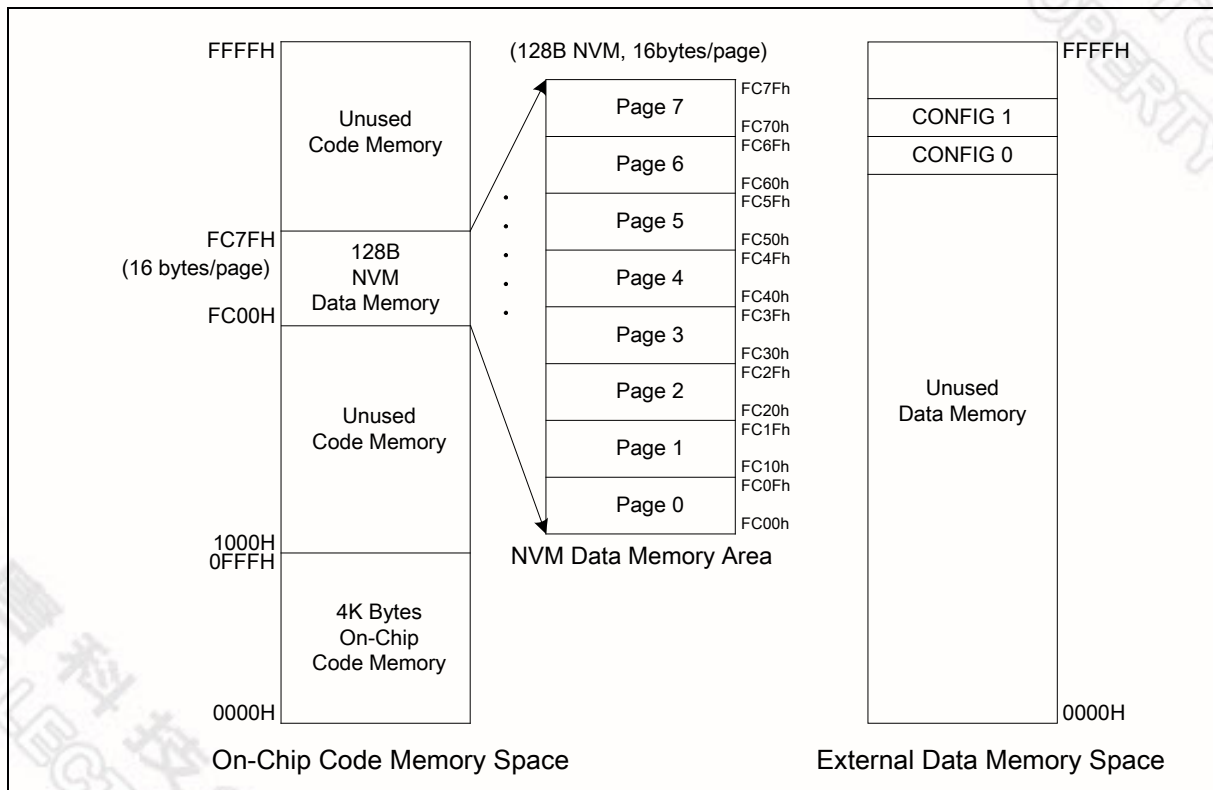 FFFFH
Unused
Code Memory
FC7FH
(16 bytes/page)
128B
NVM
Data Memory
FC00H
Unused
Code Memory
1000H
0FFFH
4K Bytes
On-Chip
Code Memory
0000H
On-Chip Code Memory Space
(128B NVM, 16bytes/page)
Page 7
FC7Fh
FC70h
Page 6
FC6Fh
FC60h
Page 5
FC5Fh
FC50h
Page 4
FC4Fh
FC40h
Page 3
FC3Fh
FC30h
Page 2
FC2Fh
FC20h
Page 1
FC1Fh
FC10h
Page 0
FC0Fh
FC00h
NVM Data Memory Area
FFFFH
CONFIG 1
CONFIG 0
Unused
Data Memory
0000H
External Data Memory Space